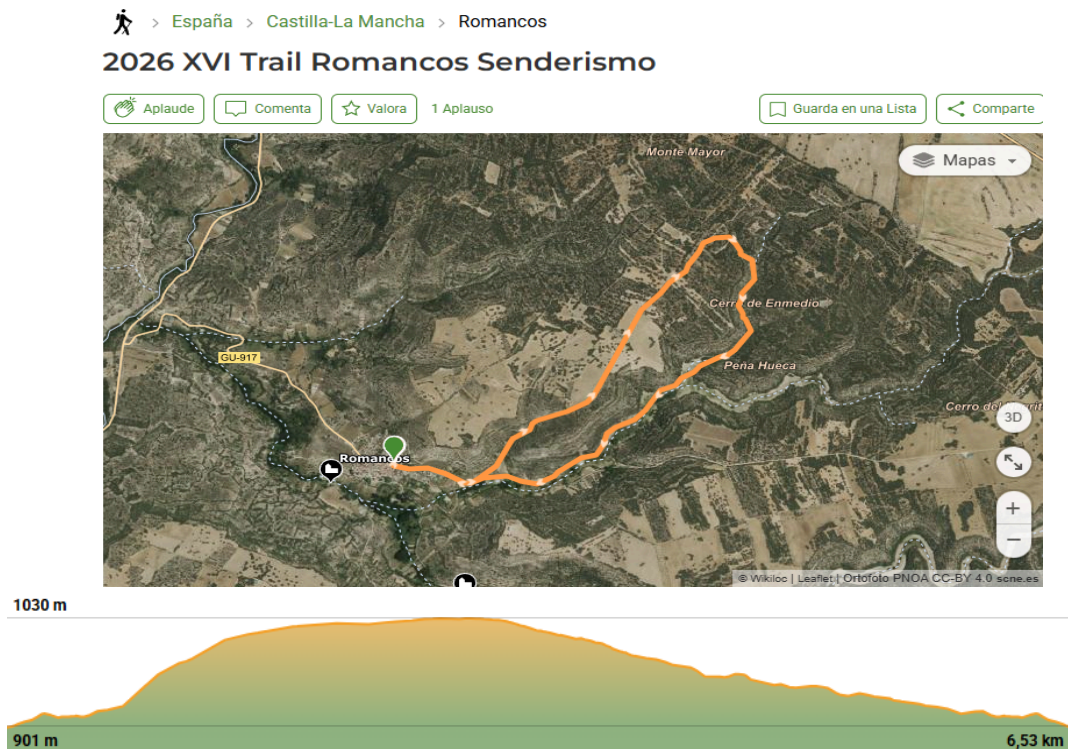 > España > Castilla-La Mancha > Romancos
2026 XVI Trail Romancos Senderismo
Aplaude Comenta Valora 1 Aplauso Guarda en una Lista Comparte
Monte Mayor
Mapas
Cerro de Enmedio
GU-917
Peña Hueca
Cerro del
3D
Romancos
+
−
© Wikiloc | Leaflet | Ortofoto PNOA CC-BY 4.0 scne.es
1030 m
901 m 6,53 km